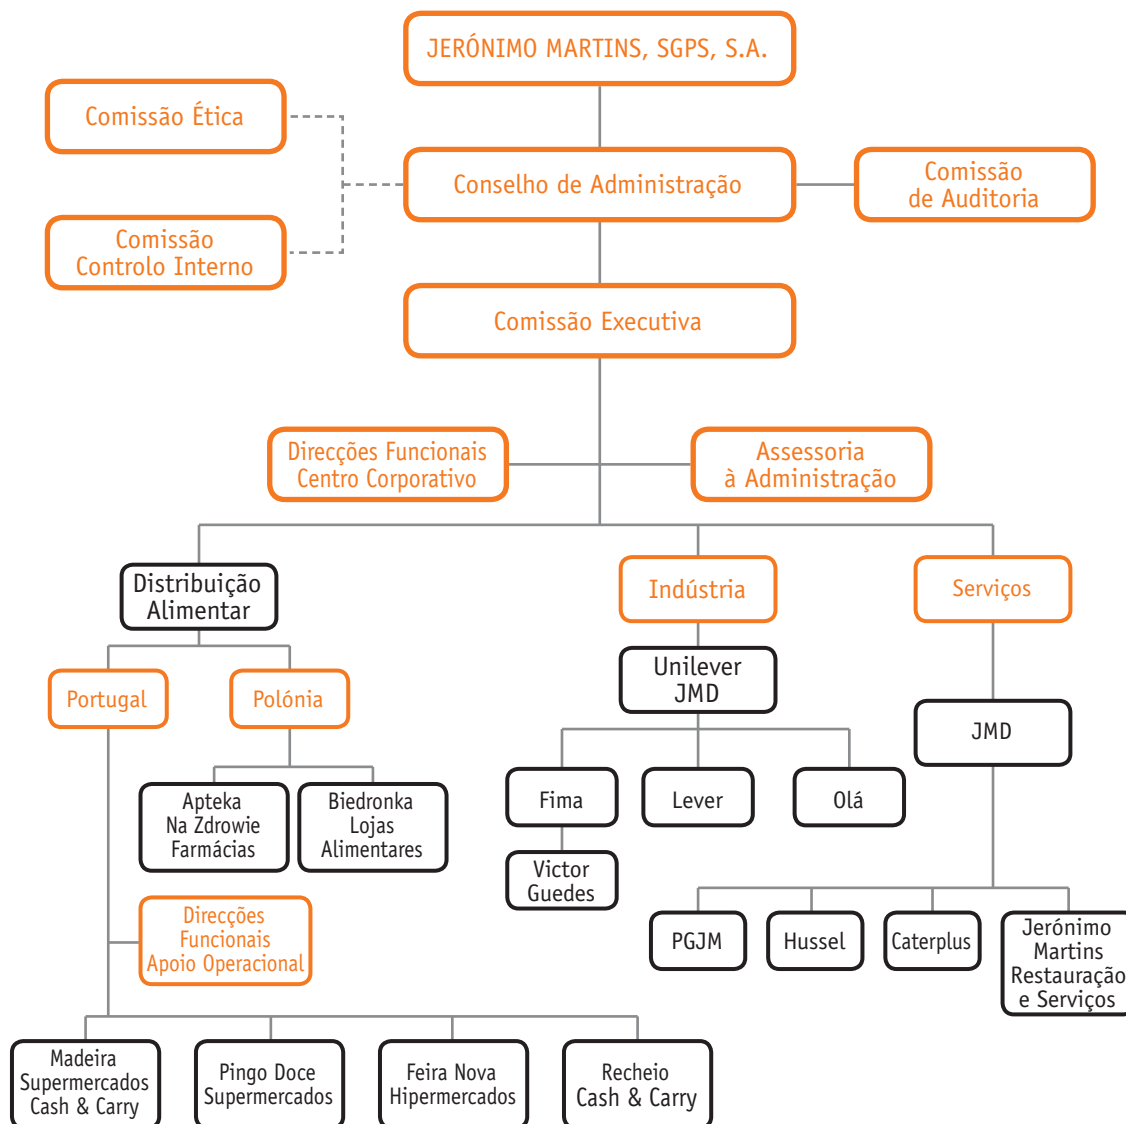 JERÓNIMO MARTINS, SGPS, S.A.
Comissão Ética
Conselho de Administração
Comissão
de Auditoria
Comissão
Controlo Interno
Comissão Executiva
Direcções Funcionais
Centro Corporativo
Assessoria
à Administração
Distribuição
Alimentar
Indústria
Serviços
Portugal
Polónia
Unilever
JMD
JMD
Apteka
Na Zdrowie
Farmácias
Biedronka
Lojas
Alimentares
Fima
Lever
Olá
Victor
Guedes
Direcções
Funcionais
Apoio Operacional
PGJM
Hussel
Caterplus
Jerónimo
Martins
Restauração
e Serviços
Madeira
Supermercados
Cash & Carry
Pingo Doce
Supermercados
Feira Nova
Hipermercados
Recheio
Cash & Carry